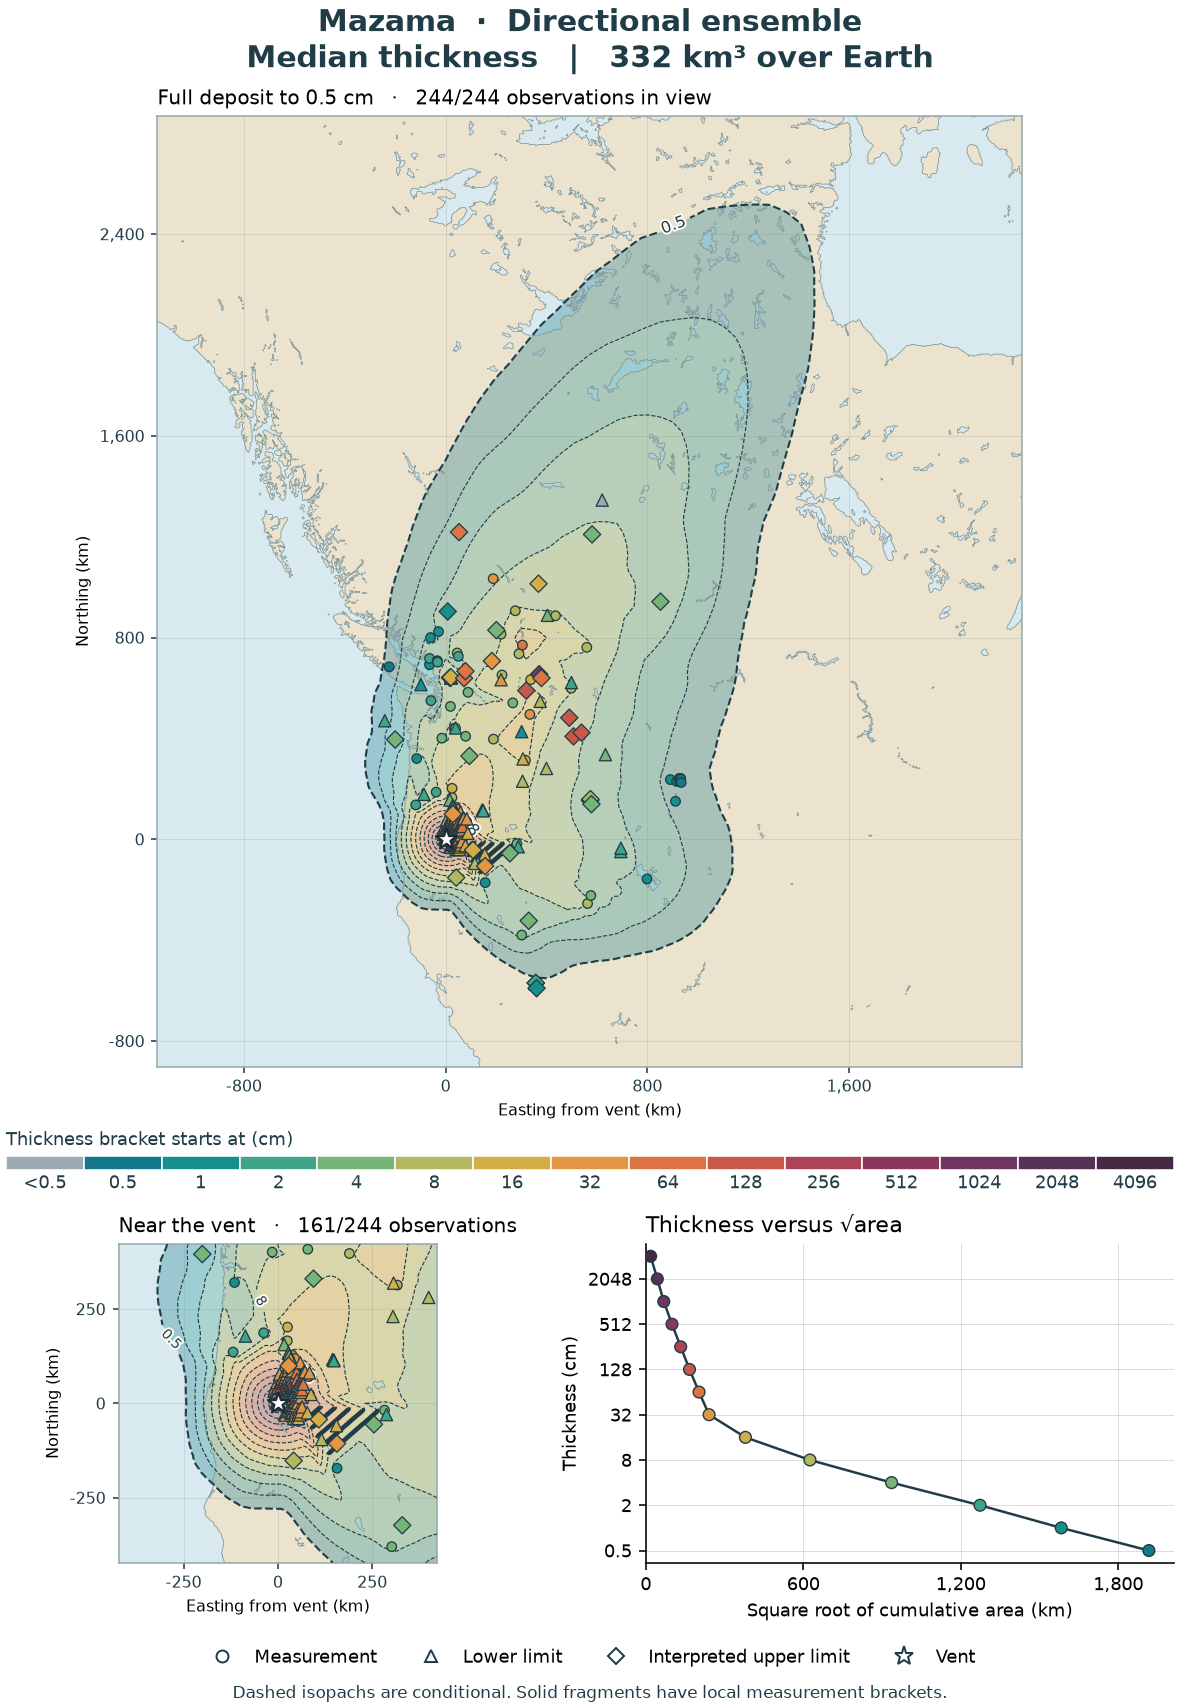 Mazama · Directional ensemble
Median thickness | 332 km³ over Earth
Full deposit to 0.5 cm · 244/244 observations in view
0.5
8
2,400
1,600
800
0
-800
Northing (km)
-800 0 800 1,600
Easting from vent (km)
Thickness bracket starts at (cm)
<0.5 0.5 1 2 4 8 16 32 64 128 256 512 1024 2048 4096
Near the vent · 161/244 observations
8
0.5
250
0
-250
Northing (km)
-250 0 250
Easting from vent (km)
Thickness versus √area
2048
512
128
32
8
2
0.5
Thickness (cm)
0 600 1,200 1,800
Square root of cumulative area (km)
Measurement Lower limit Interpreted upper limit Vent
Dashed isopachs are conditional. Solid fragments have local measurement brackets.